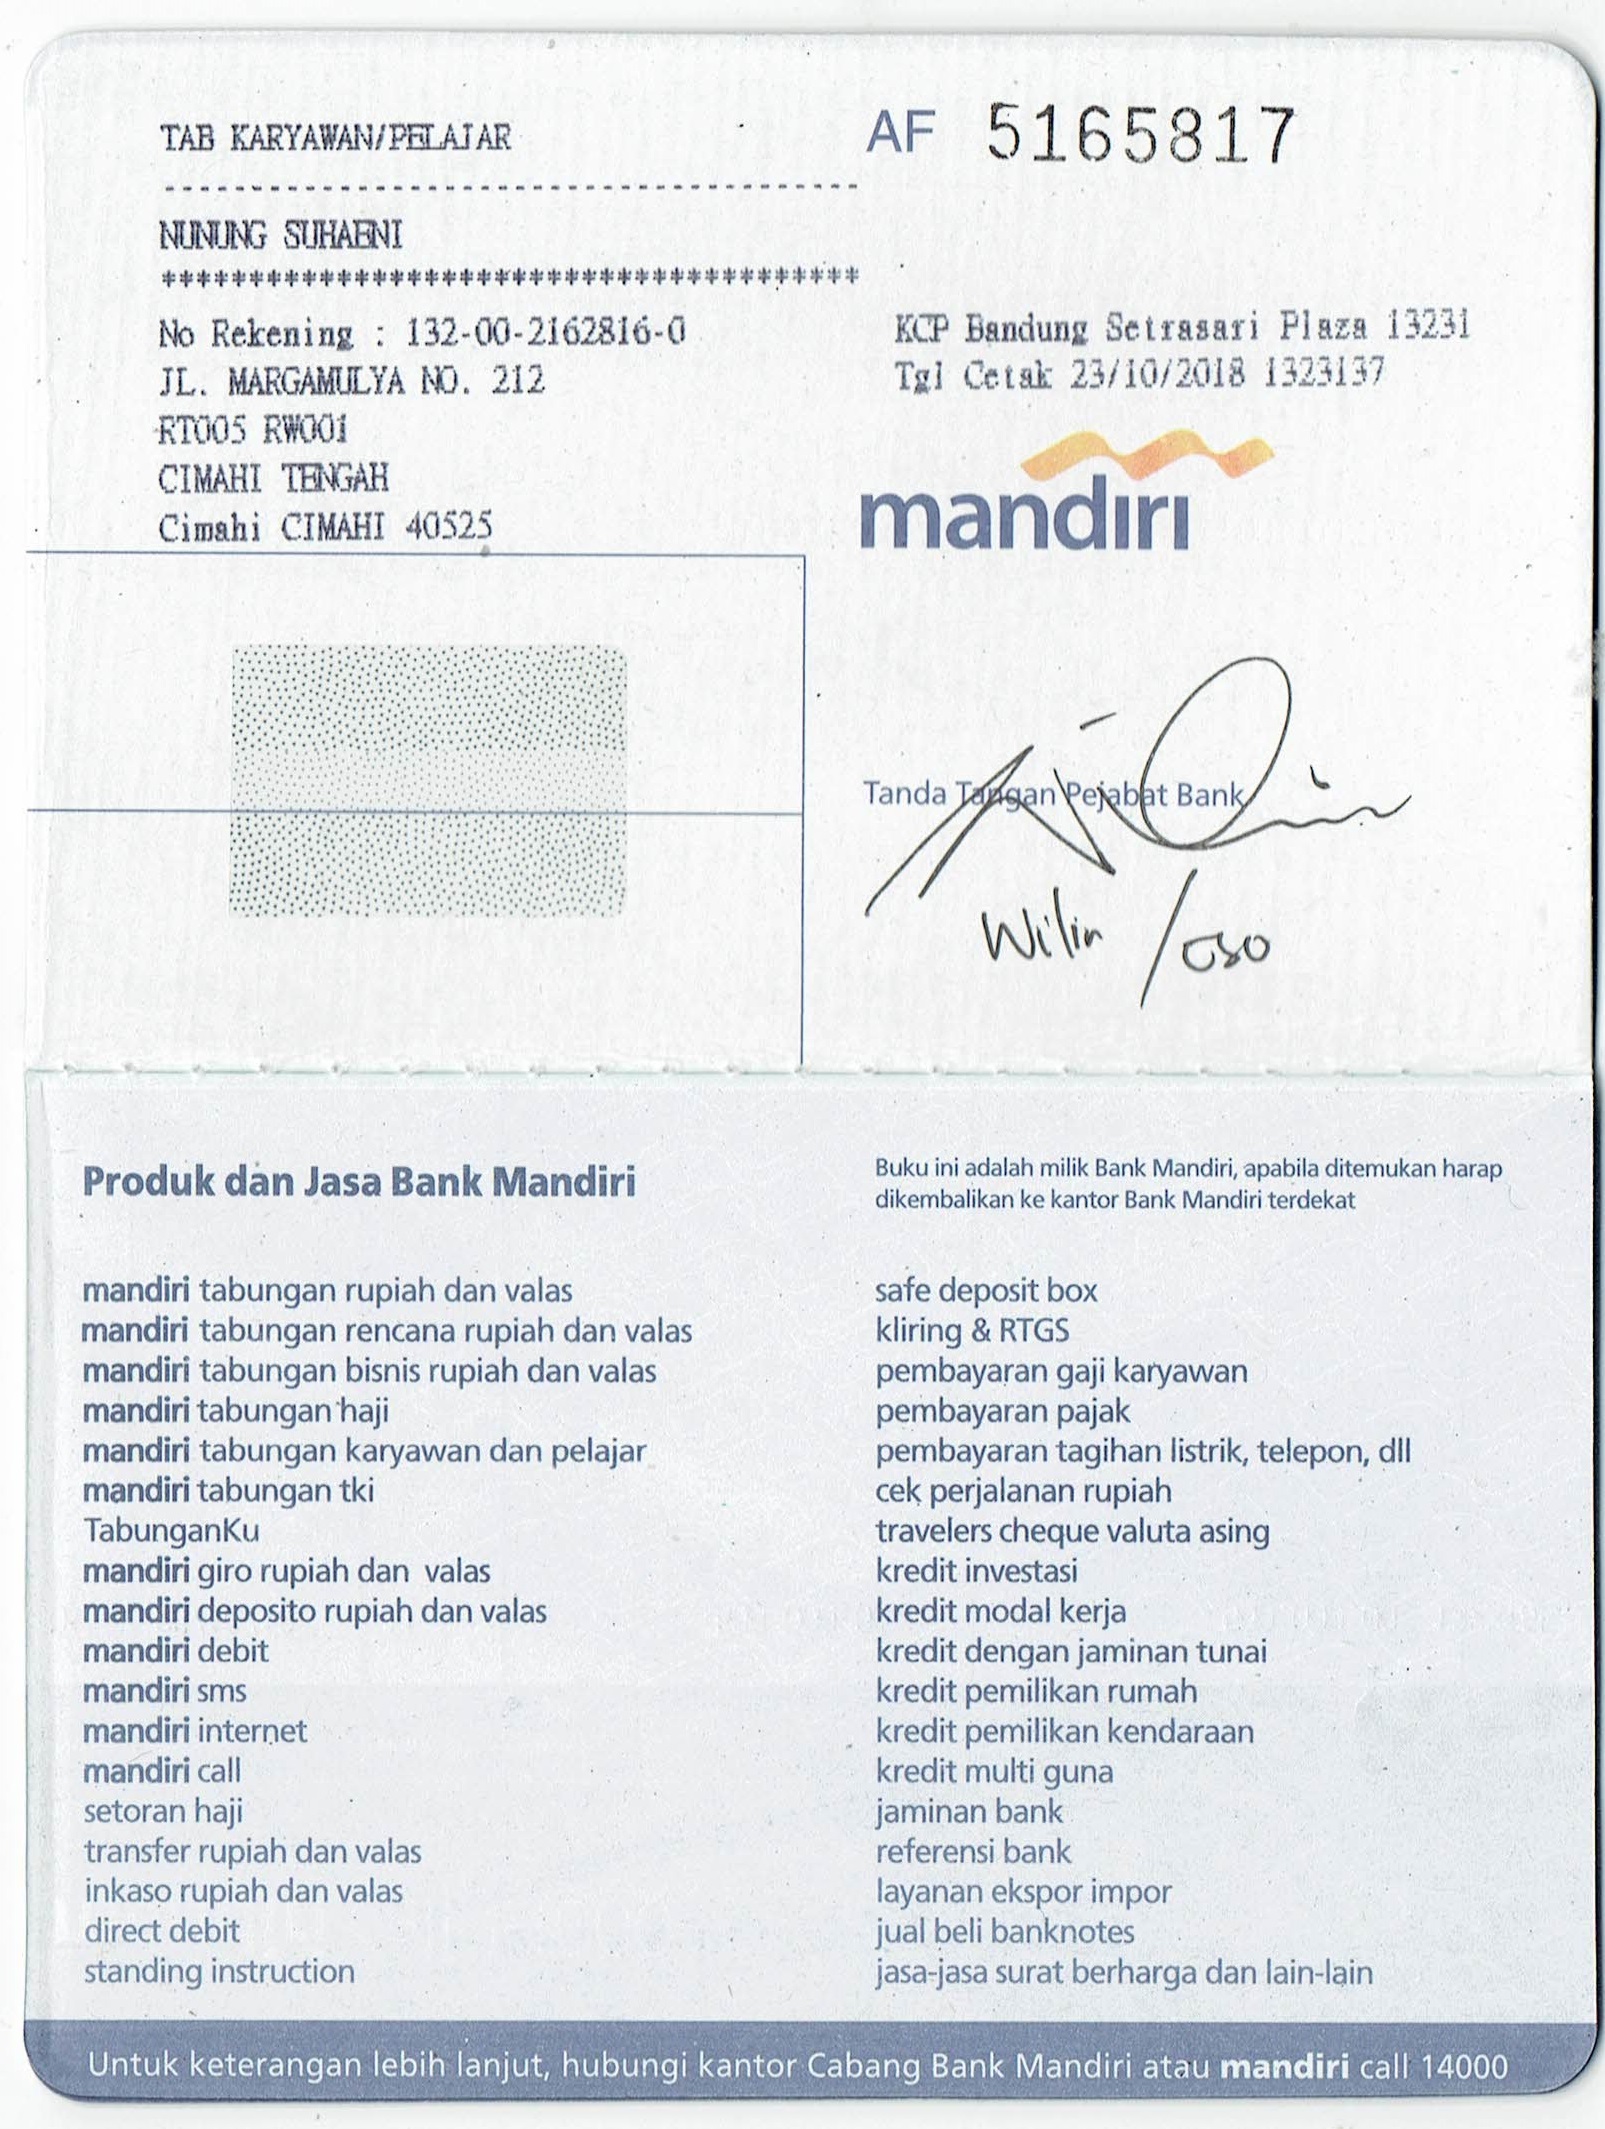 TAB KARYAWAN/PELAJAR
AF 5165817
---------------------------------------
NUNUNG SUHAENI
****************************************
No Rekening : 132-00-2162816-0
JL. MARGAMULYA NO. 212
RT005 RW001
CIMAHI TENGAH
Cimahi CIMAHI 40525
KCP Bandung Setrasari Plaza 13231
Tgl Cetak 23/10/2018 1323137
mandiri
Tanda Tangan Pejabat Bank
Wilin / CSO
Produk dan Jasa Bank Mandiri
mandiri tabungan rupiah dan valas
mandiri tabungan rencana rupiah dan valas
mandiri tabungan bisnis rupiah dan valas
mandiri tabungan haji
mandiri tabungan karyawan dan pelajar
mandiri tabungan tki
TabunganKu
mandiri giro rupiah dan valas
mandiri deposito rupiah dan valas
mandiri debit
mandiri sms
mandiri internet
mandiri call
setoran haji
transfer rupiah dan valas
inkaso rupiah dan valas
direct debit
standing instruction
Buku ini adalah milik Bank Mandiri, apabila ditemukan harap
dikembalikan ke kantor Bank Mandiri terdekat
safe deposit box
kliring & RTGS
pembayaran gaji karyawan
pembayaran pajak
pembayaran tagihan listrik, telepon, dll
cek perjalanan rupiah
travelers cheque valuta asing
kredit investasi
kredit modal kerja
kredit dengan jaminan tunai
kredit pemilikan rumah
kredit pemilikan kendaraan
kredit multi guna
jaminan bank
referensi bank
layanan ekspor impor
jual beli banknotes
jasa-jasa surat berharga dan lain-lain
Untuk keterangan lebih lanjut, hubungi kantor Cabang Bank Mandiri atau mandiri call 14000